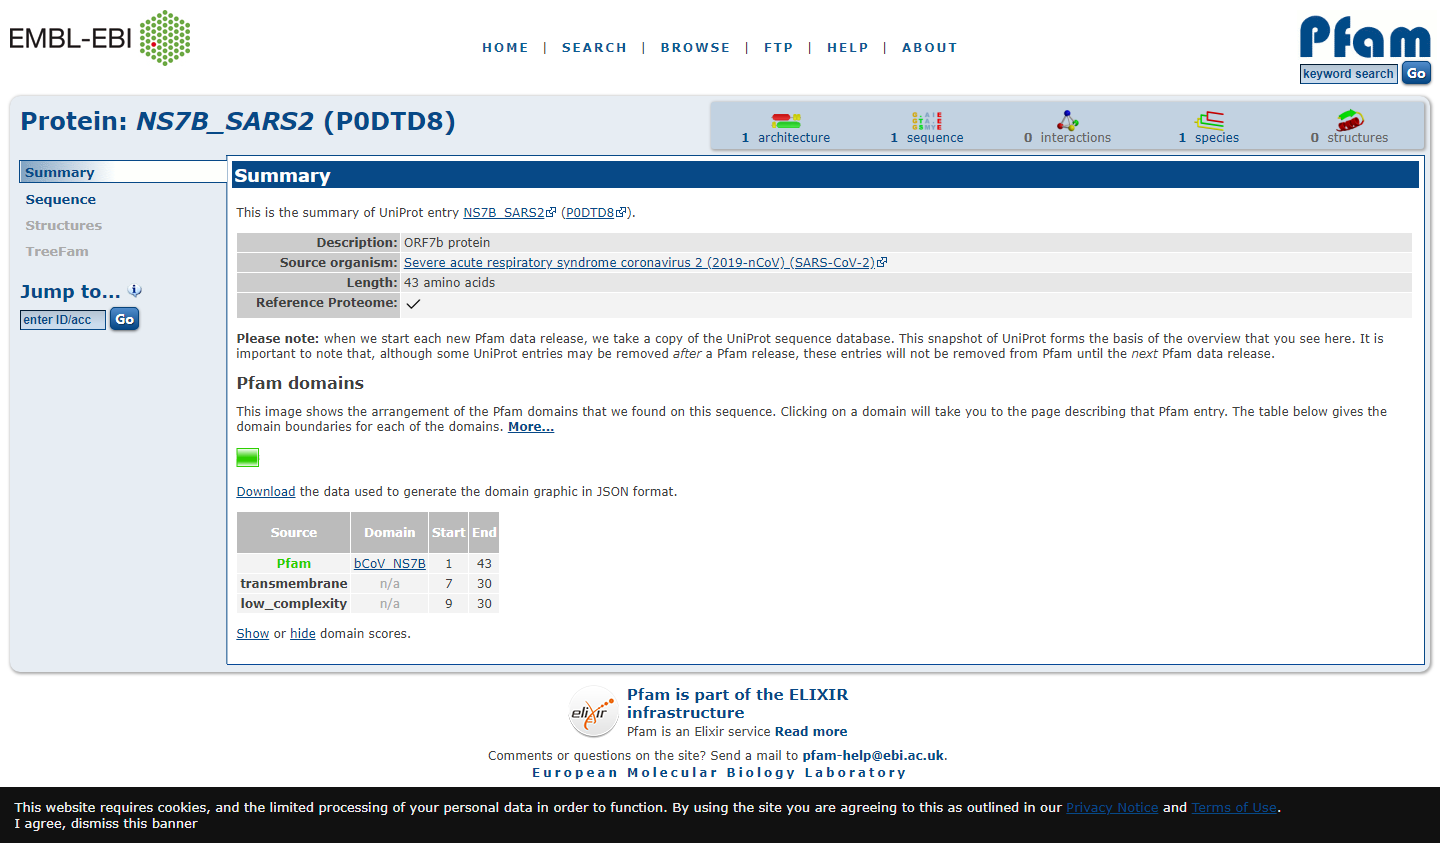 EMBL-EBI
HOME | SEARCH | BROWSE | FTP | HELP | ABOUT
Pfam
keyword search Go
Protein: NS7B_SARS2 (P0DTD8)
1 architecture 1 sequence 0 interactions 1 species 0 structures
Summary
Sequence
Structures
TreeFam
Jump to... i
enter ID/acc Go
Summary
This is the summary of UniProt entry NS7B_SARS2 (P0DTD8).
Description: ORF7b protein
Source organism: Severe acute respiratory syndrome coronavirus 2 (2019-nCoV) (SARS-CoV-2)
Length: 43 amino acids
Reference Proteome:
Please note: when we start each new Pfam data release, we take a copy of the UniProt sequence database. This snapshot of UniProt forms the basis of the overview that you see here. It is
important to note that, although some UniProt entries may be removed after a Pfam release, these entries will not be removed from Pfam until the next Pfam data release.
Pfam domains
This image shows the arrangement of the Pfam domains that we found on this sequence. Clicking on a domain will take you to the page describing that Pfam entry. The table below gives the
domain boundaries for each of the domains. More...
Download the data used to generate the domain graphic in JSON format.
Source Domain Start End
Pfam bCoV_NS7B 1 43
transmembrane n/a 7 30
low_complexity n/a 9 30
Show or hide domain scores.
elixir
Pfam is part of the ELIXIR
infrastructure
Pfam is an Elixir service Read more
Comments or questions on the site? Send a mail to pfam-help@ebi.ac.uk.
European Molecular Biology Laboratory
This website requires cookies, and the limited processing of your personal data in order to function. By using the site you are agreeing to this as outlined in our Privacy Notice and Terms of Use.
I agree, dismiss this banner